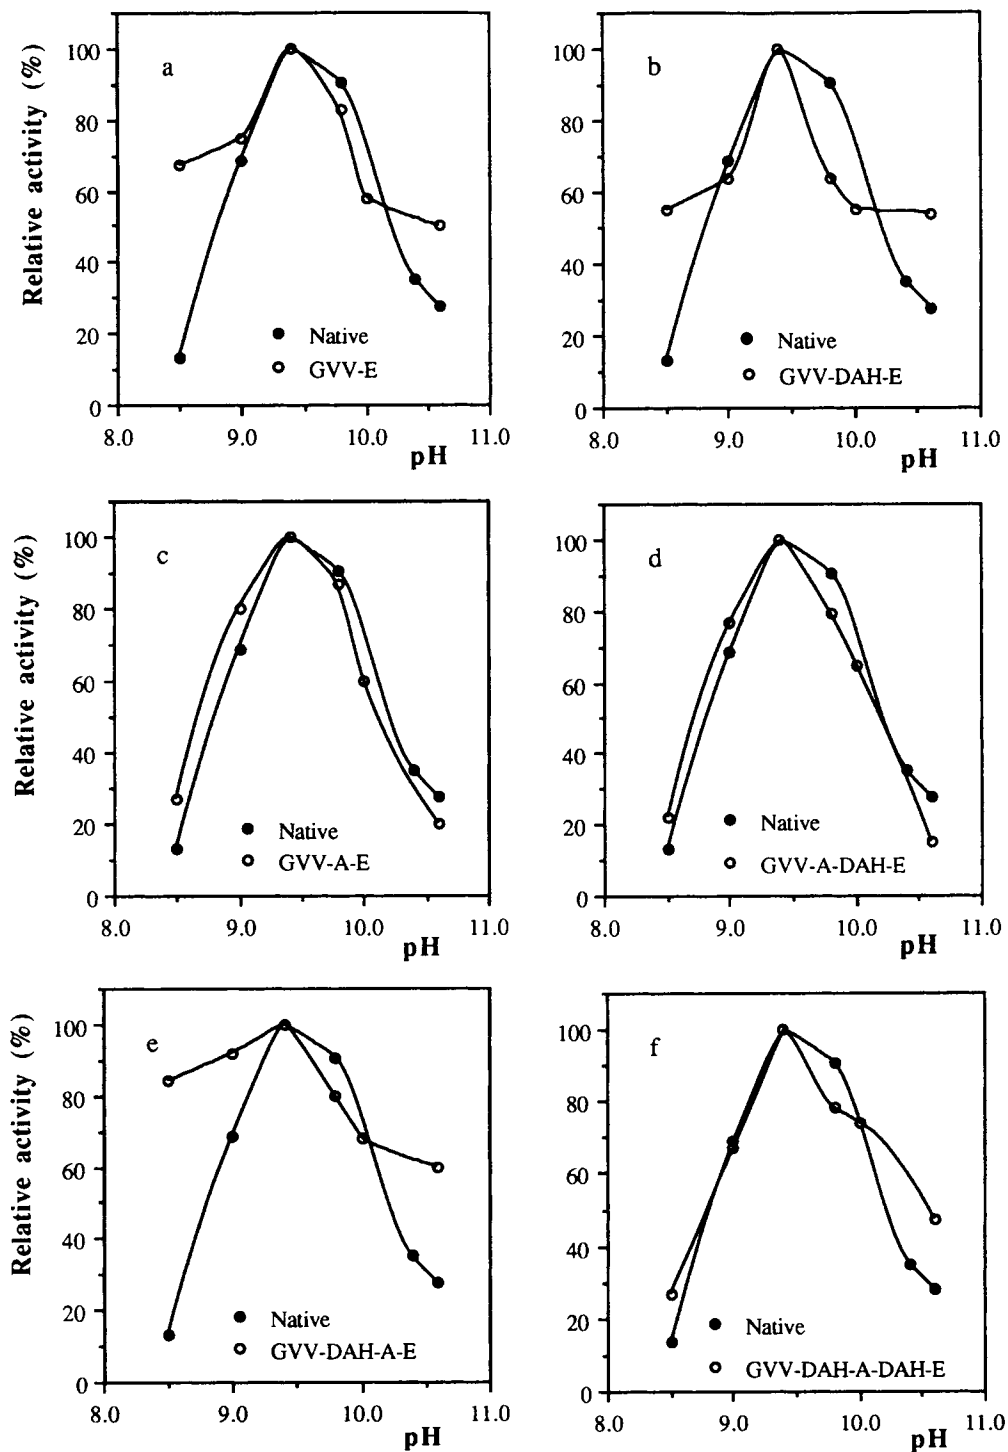 Relative activity (%)
a
100
80
60
40
20
0
Native
GVV-E
8.0 9.0 10.0 11.0
pH
b
100
80
60
40
20
0
Native
GVV-DAH-E
8.0 9.0 10.0 11.0
pH
Relative activity (%)
c
100
80
60
40
20
0
Native
GVV-A-E
8.0 9.0 10.0 11.0
pH
d
100
80
60
40
20
0
Native
GVV-A-DAH-E
8.0 9.0 10.0 11.0
pH
Relative activity (%)
e
100
80
60
40
20
0
Native
GVV-DAH-A-E
8.0 9.0 10.0 11.0
pH
f
100
80
60
40
20
0
Native
GVV-DAH-A-DAH-E
8.0 9.0 10.0 11.0
pH